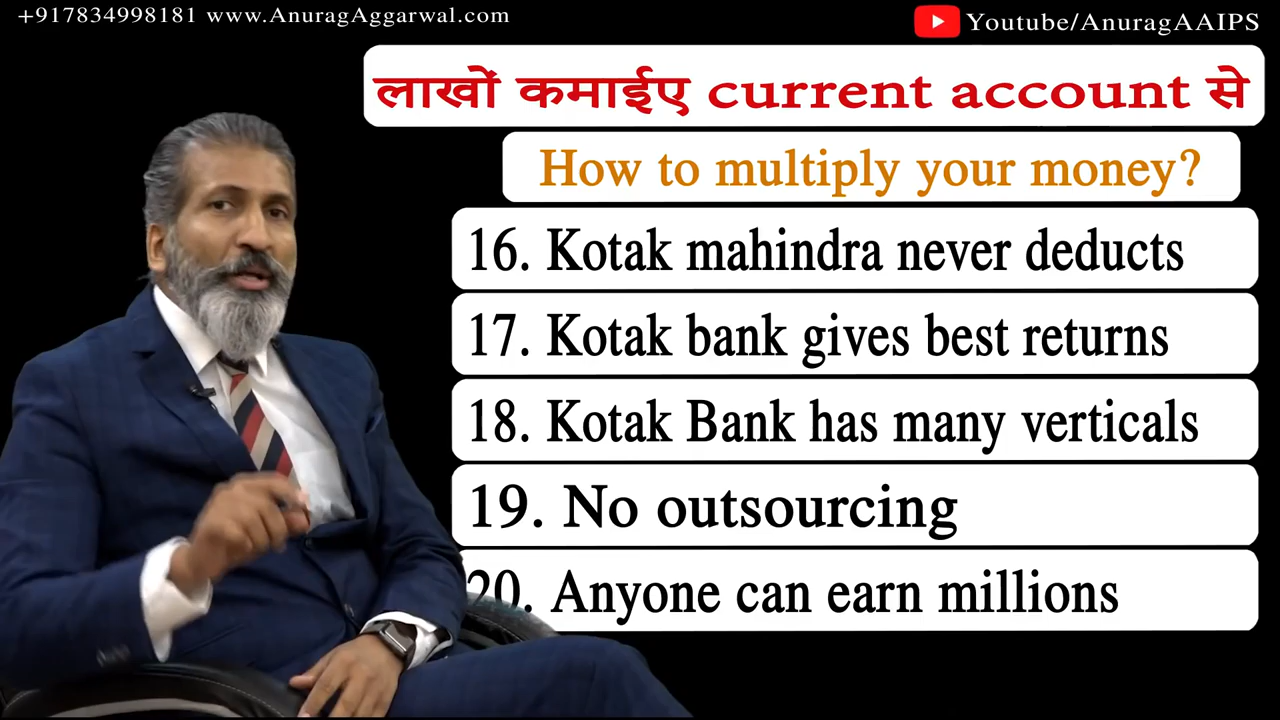 +917834998181 www.AnuragAggarwal.com
Youtube/AnuragAAIPS
लाखों कमाईए current account से
How to multiply your money?
16. Kotak mahindra never deducts
17. Kotak bank gives best returns
18. Kotak Bank has many verticals
19. No outsourcing
20. Anyone can earn millions